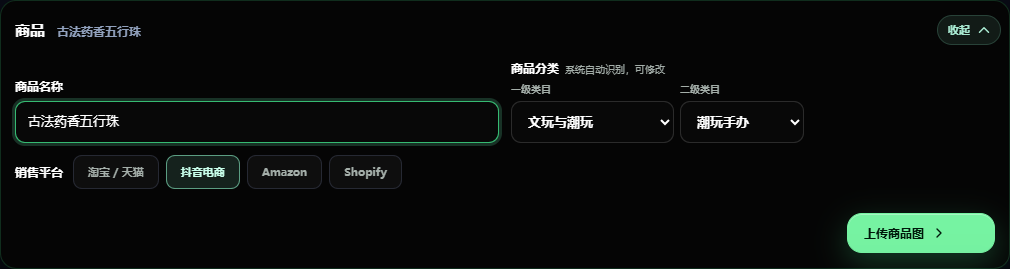 商品 古法药香五行珠 收起
商品分类 系统自动识别，可修改
商品名称 一级类目 二级类目
古法药香五行珠 文玩与潮玩 潮玩手办
销售平台 淘宝 / 天猫 抖音电商 Amazon Shopify
上传商品图